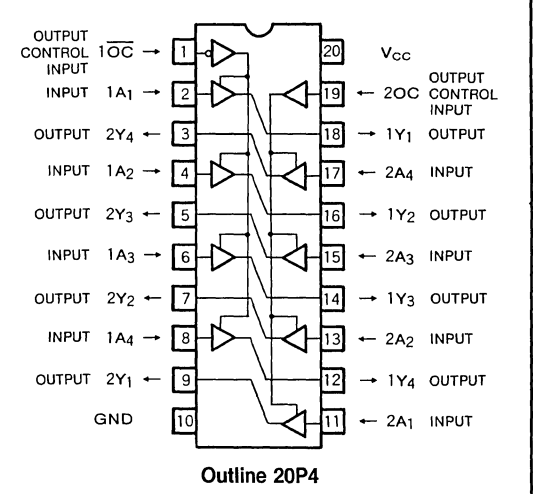 OUTPUT
CONTROL 1O̅C̅ → 1
INPUT
INPUT 1A1 → 2
OUTPUT 2Y4 ← 3
INPUT 1A2 → 4
OUTPUT 2Y3 ← 5
INPUT 1A3 → 6
OUTPUT 2Y2 ← 7
INPUT 1A4 → 8
OUTPUT 2Y1 ← 9
GND 10
20 VCC
19 ← 2OC OUTPUT
CONTROL
INPUT
18 → 1Y1 OUTPUT
17 ← 2A4 INPUT
16 → 1Y2 OUTPUT
15 ← 2A3 INPUT
14 → 1Y3 OUTPUT
13 ← 2A2 INPUT
12 → 1Y4 OUTPUT
11 ← 2A1 INPUT
Outline 20P4